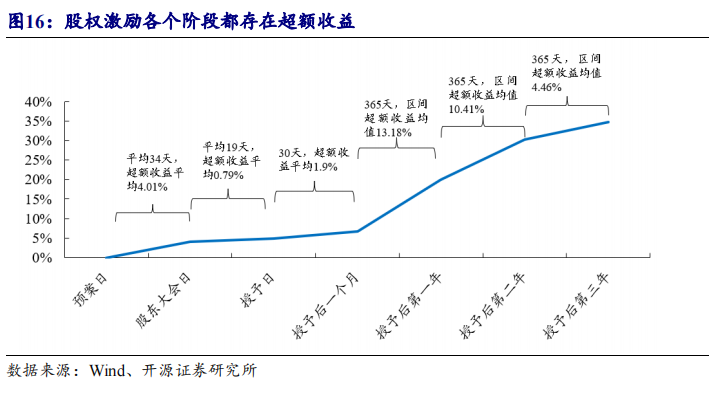 图16：股权激励各个阶段都存在超额收益
365天，区间
超额收益均值
4.46%
365天，区间
超额收益均值
10.41%
365天，区间
超额收益均
值13.18%
30天，超额收
益平均1.9%
平均19天，
超额收益平
均0.79%
平均34天，
超额收益平
均4.01%
40%
35%
30%
25%
20%
15%
10%
5%
0%
预案日
股东大会日
授予日
授予后一个月
授予后第一年
授予后第二年
授予后第三年
数据来源：Wind、开源证券研究所